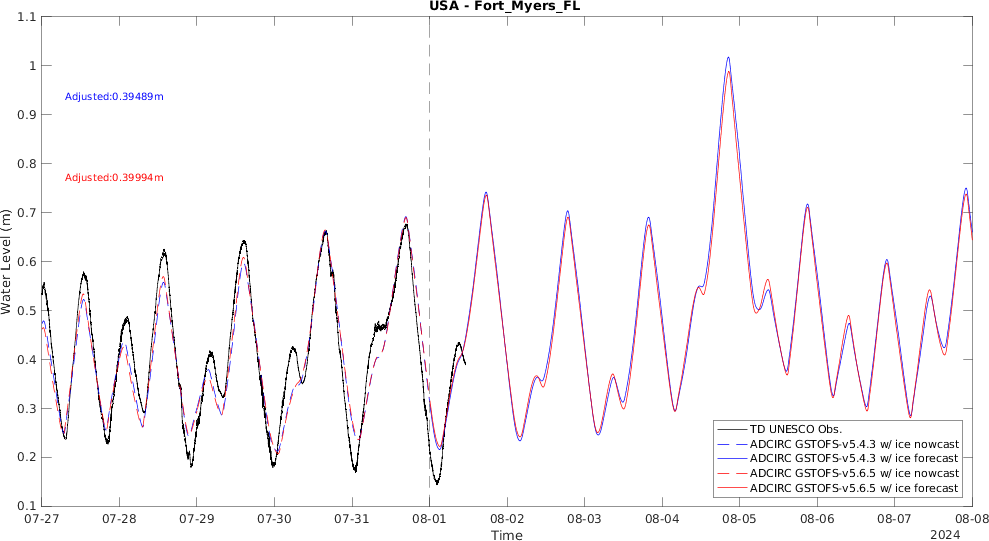 USA - Fort_Myers_FL
1.1
1
0.9
0.8
0.7
0.6
0.5
0.4
0.3
0.2
0.1
Water Level (m)
Adjusted:0.39489m
Adjusted:0.39994m
TD UNESCO Obs.
ADCIRC GSTOFS-v5.4.3 w/ ice nowcast
ADCIRC GSTOFS-v5.4.3 w/ ice forecast
ADCIRC GSTOFS-v5.6.5 w/ ice nowcast
ADCIRC GSTOFS-v5.6.5 w/ ice forecast
07-27 07-28 07-29 07-30 07-31 08-01 08-02 08-03 08-04 08-05 08-06 08-07 08-08
Time
2024